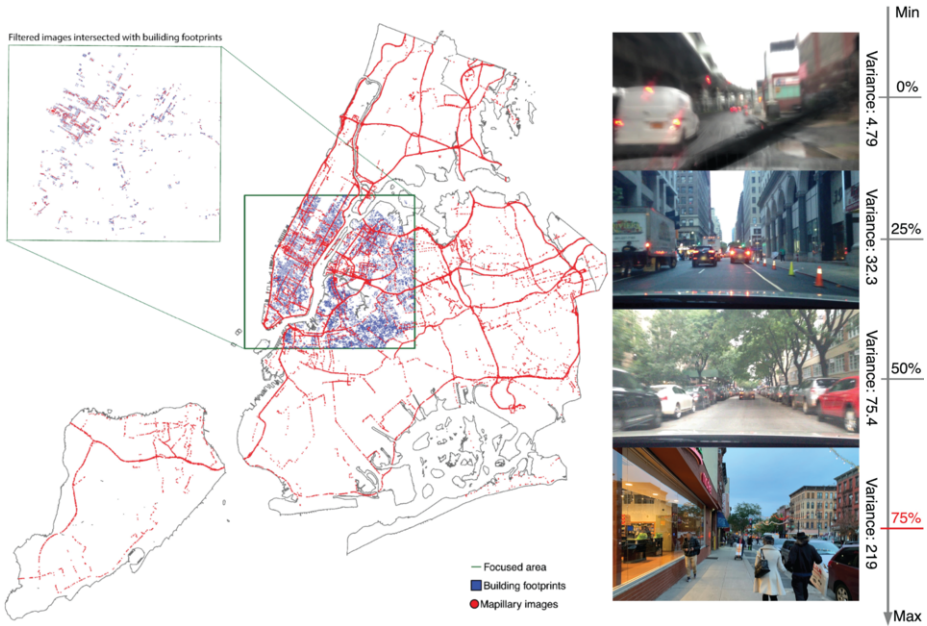 Filtered images intersected with builiding footprints
Min
0%
Variance: 4.79
25%
Variance: 32.3
50%
Variance: 75.4
75%
Variance: 219
Max
Focused area
Building footprints
Mapillary images